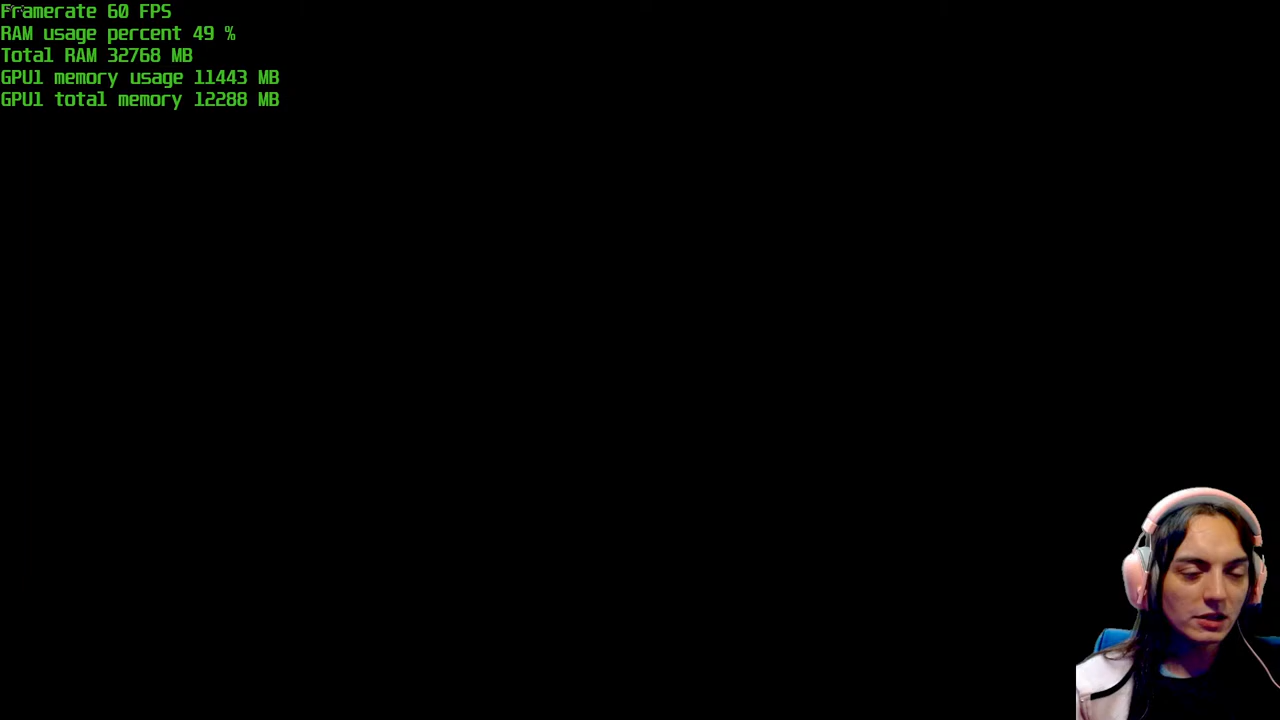 Framerate 60 FPS
RAM usage percent 49 %
Total RAM 32768 MB
GPU1 memory usage 11443 MB
GPU1 total memory 12288 MB